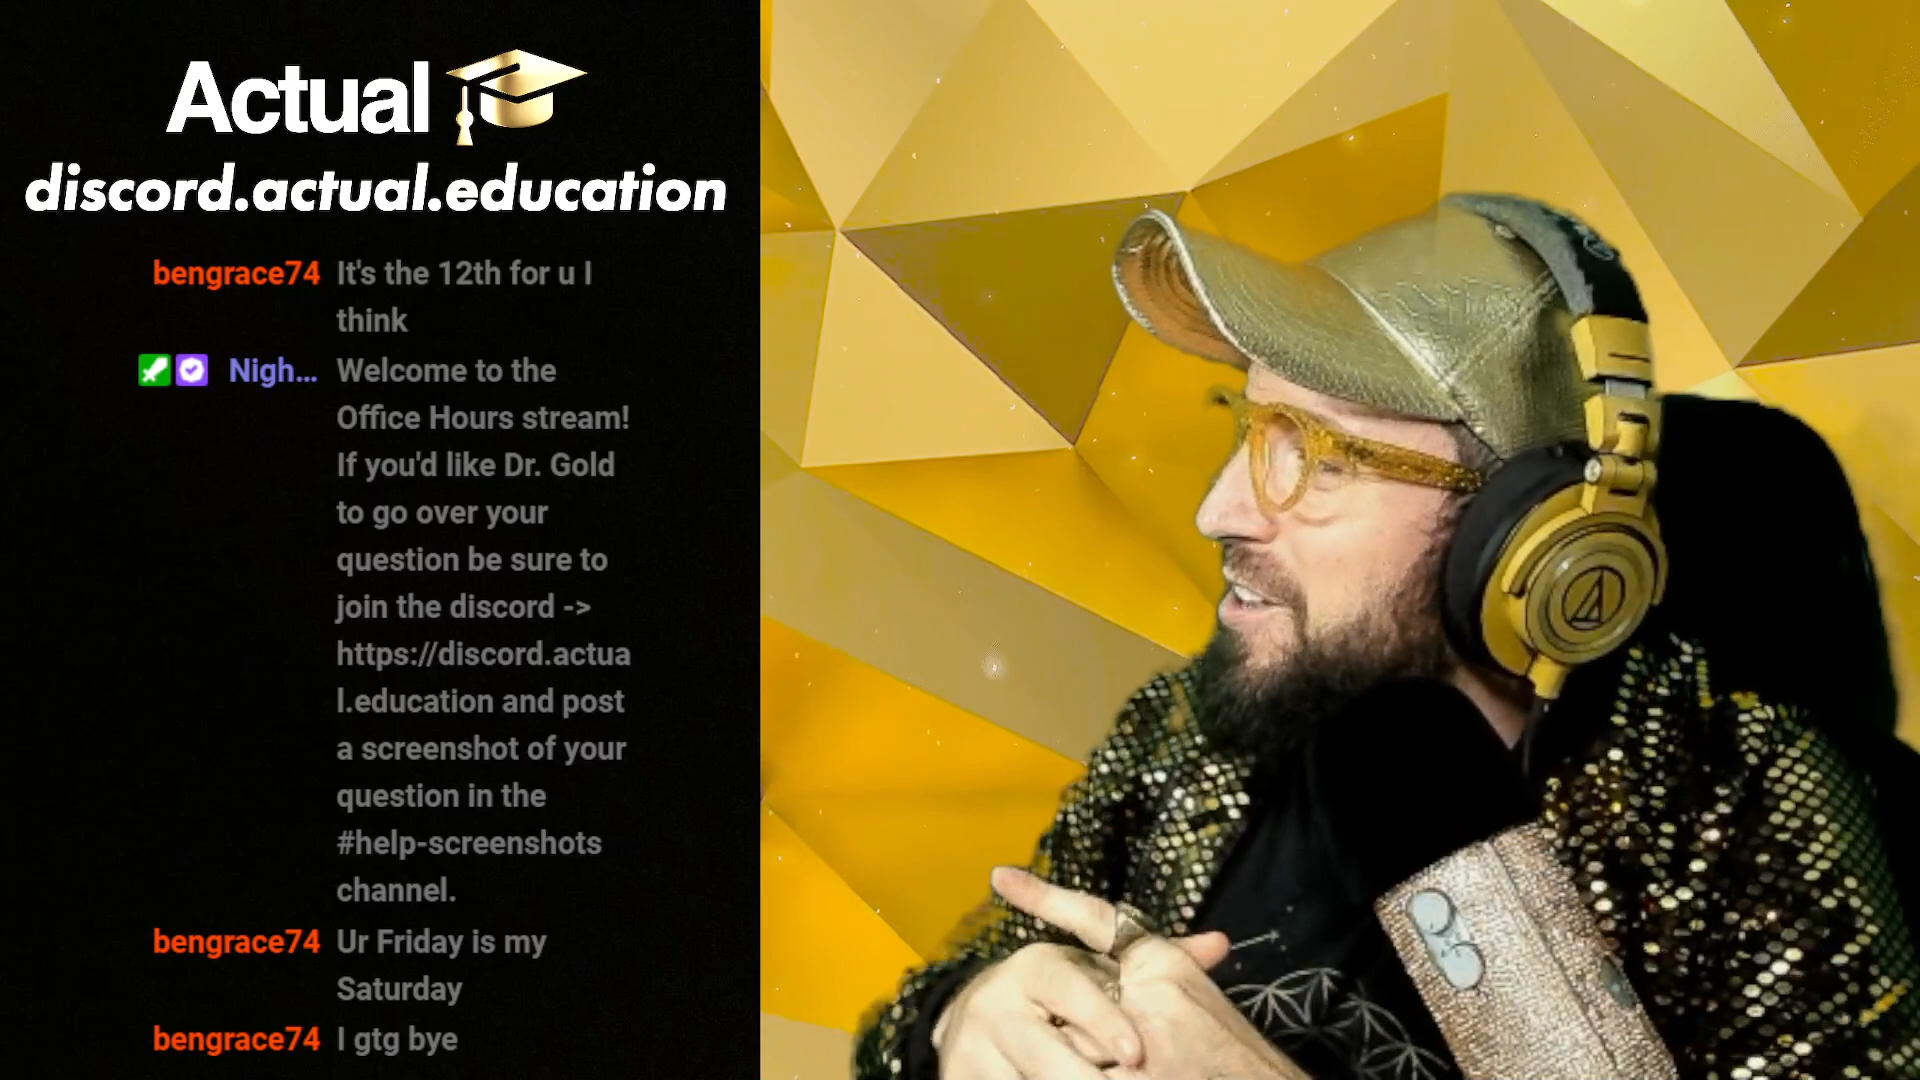 Actual
discord.actual.education
bengrace74 It's the 12th for u I
think
Nigh... Welcome to the
Office Hours stream!
If you'd like Dr. Gold
to go over your
question be sure to
join the discord ->
https://discord.actua
l.education and post
a screenshot of your
question in the
#help-screenshots
channel.
bengrace74 Ur Friday is my
Saturday
bengrace74 I gtg bye